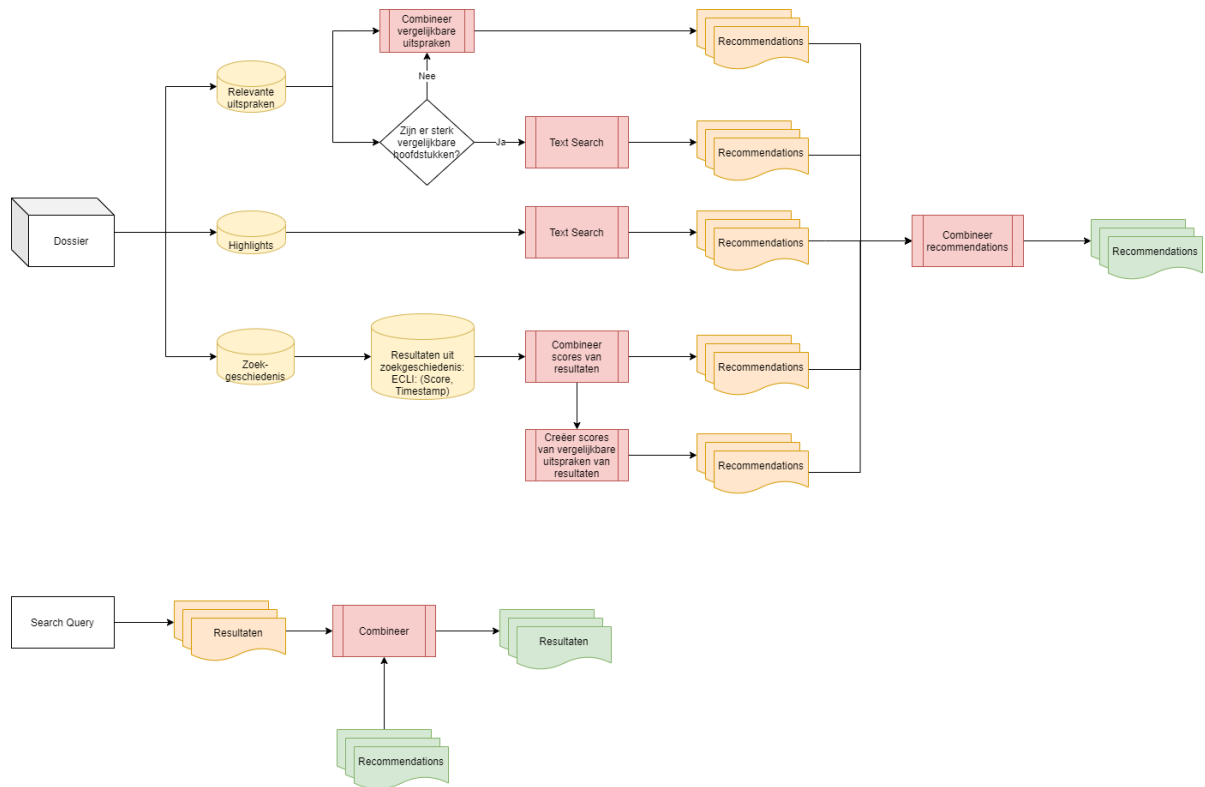 Combineer
vergelijkbare
uitspraken
Recommendations
Nee
Relevante
uitspraken
Zijn er sterk
vergelijkbare
hoofdstukken?
Ja
Text Search
Recommendations
Dossier
Highlights
Text Search
Recommendations
Combineer
recommendations
Recommendations
Zoek-
geschiedenis
Resultaten uit
zoekgeschiedenis:
ECLI: (Score,
Timestamp)
Combineer
scores van
resultaten
Recommendations
Creëer scores
van vergelijkbare
uitspraken van
resultaten
Recommendations
Search Query
Resultaten
Combineer
Resultaten
Recommendations